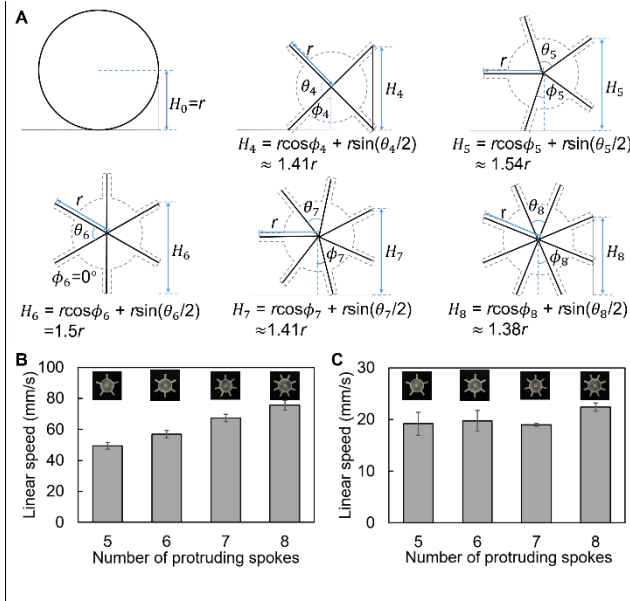 A
r
H₀=r
r
θ₄
ϕ₄
H₄
H₄ = rcosϕ₄ + rsin(θ₄/2)
≈ 1.41r
r
θ₅
ϕ₅
H₅
H₅ = rcosϕ₅ + rsin(θ₅/2)
≈ 1.54r
r
θ₆
ϕ₆=0°
H₆
H₆ = rcosϕ₆ + rsin(θ₆/2)
=1.5r
r
θ₇
ϕ₇
H₇
H₇ = rcosϕ₇ + rsin(θ₇/2)
≈1.41r
r
θ₈
ϕ₈
H₈
H₈ = rcosϕ₈ + rsin(θ₈/2)
≈ 1.38r
B
Linear speed (mm/s)
100
80
60
40
20
0
5 6 7 8
Number of protruding spokes
C
Linear speed (mm/s)
30
20
10
0
5 6 7 8
Number of protruding spokes